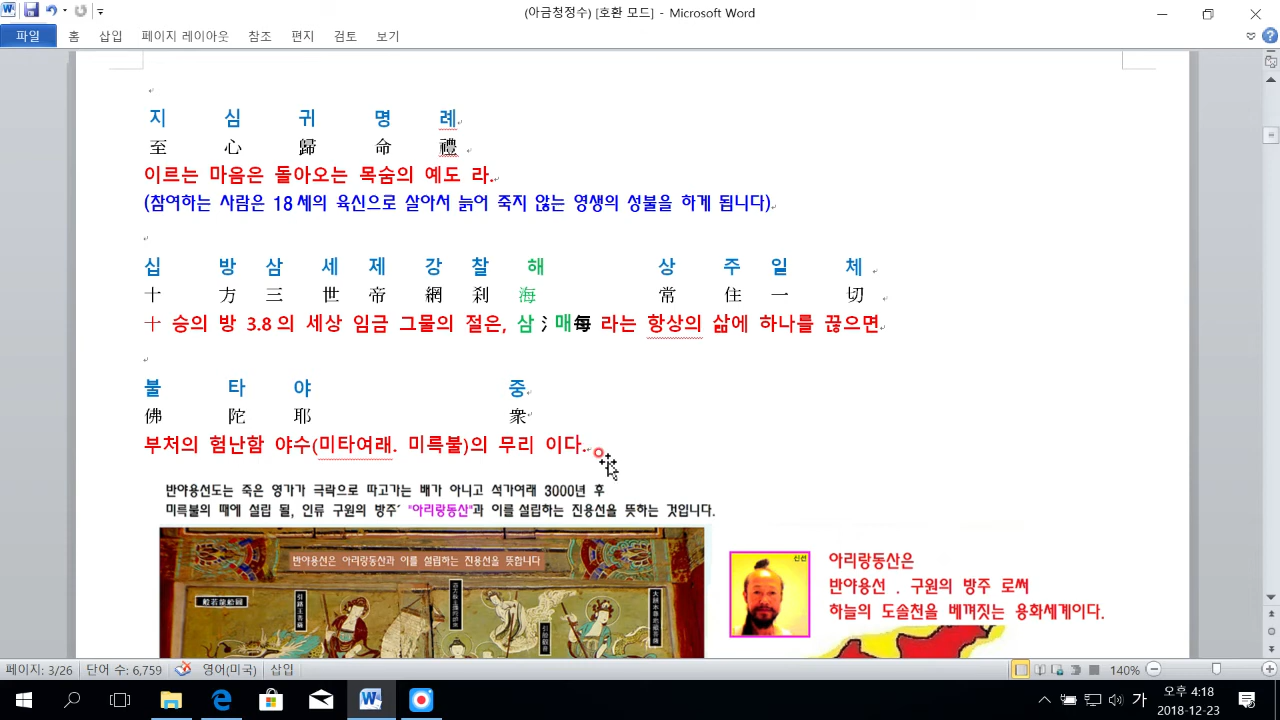 (아금청정수) [호환 모드] - Microsoft Word
파일 홈 삽입 페이지 레이아웃 참조 편지 검토 보기
지 심 귀 명 례
至 心 歸 命 禮
이르는 마음은 돌아오는 목숨의 예도 라.
(참여하는 사람은 18세의 육신으로 살아서 늙어 죽지 않는 영생의 성불을 하게 됩니다)
십 방 삼 세 제 강 찰 해 상 주 일 체
十 方 三 世 帝 網 刹 海 常 住 一 切
十 승의 방 3.8의 세상 임금 그물의 절은, 삼 氵매每 라는 항상의 삶에 하나를 끊으면
불 타 야 중
佛 陀 耶 衆
부처의 험난함 야수(미타여래. 미륵불)의 무리 이다.
반야용선도는 죽은 영가가 극락으로 따고가는 배가 아니고 석가여래 3000년 후
미륵불의 때에 설립 될, 인류 구원의 방주 "아리랑동산"과 이를 설립하는 진용선을 뜻하는 것입니다.
반야용선은 아리랑동산과 이를 설립하는 진용선을 뜻합니다
般若龍船圖
引路王菩薩
신선
아리랑동산은
반야용선 . 구원의 방주 로써
하늘의 도솔천을 베껴짓는 용화세계이다.
페이지: 3/26 단어 수: 6,759 영어(미국) 삽입 140%
가 오후 4:18
2018-12-23